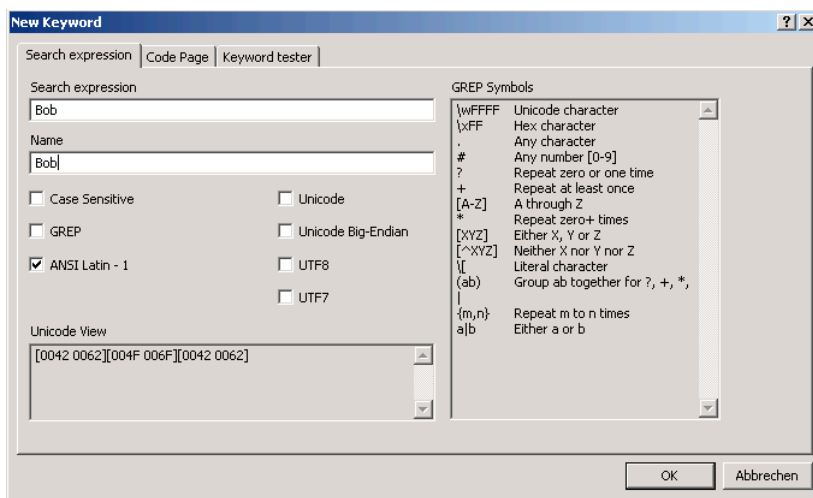 New Keyword
Search expression Code Page Keyword tester
Search expression
Bob
Name
Bob
Case Sensitive
Unicode
GREP
Unicode Big-Endian
ANSI Latin - 1
UTF8
UTF7
Unicode View
[0042 0062][004F 006F][0042 0062]
GREP Symbols
\wFFFF Unicode character
\xFF Hex character
. Any character
# Any number [0-9]
? Repeat zero or one time
+ Repeat at least once
[A-Z] A through Z
* Repeat zero+ times
[XYZ] Either X, Y or Z
[^XYZ] Neither X nor Y nor Z
\[ Literal character
(ab) Group ab together for ?, +, *,
|
{m,n} Repeat m to n times
a|b Either a or b
OK Abbrechen